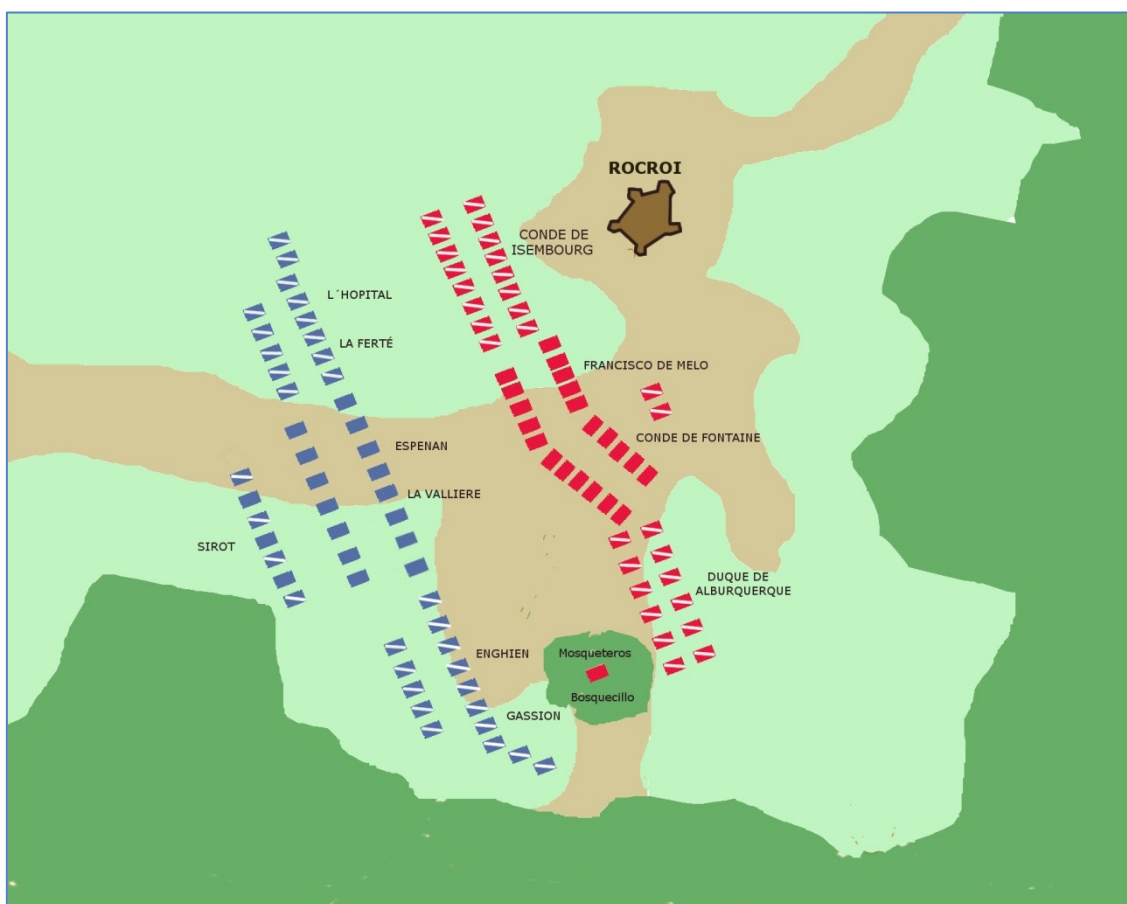 ROCROI
CONDE DE
ISEMBOURG
L´HOPITAL
LA FERTÉ
FRANCISCO DE MELO
CONDE DE FONTAINE
ESPENAN
LA VALLIERE
SIROT
DUQUE DE
ALBURQUERQUE
ENGHIEN
Mosqueteros
Bosquecillo
GASSION